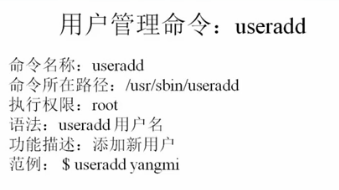 用户管理命令：useradd
命令名称：useradd
命令所在路径：/usr/sbin/useradd
执行权限：root
语法：useradd 用户名
功能描述：添加新用户
范例： $ useradd yangmi